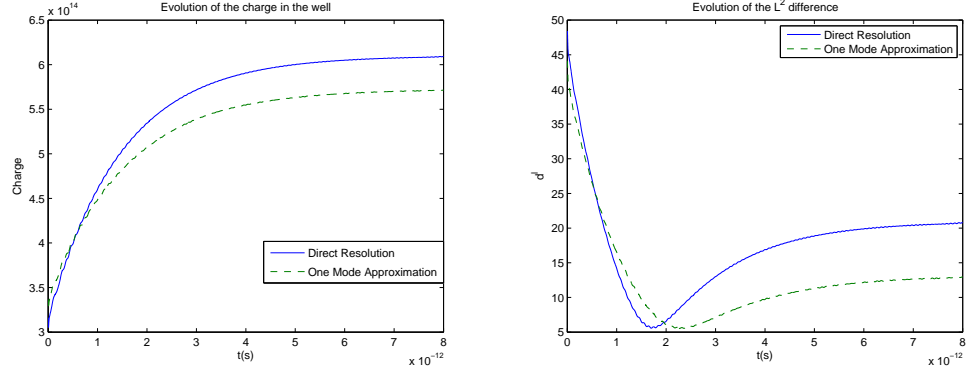 Evolution of the charge in the well
x 10^14
6.5
6
5.5
5
4.5
4
3.5
3
Charge
Direct Resolution
One Mode Approximation
0 1 2 3 4 5 6 7 8
t(s)
x 10^-12
Evolution of the L^2 difference
50
45
40
35
30
25
20
15
10
5
Direct Resolution
One Mode Approximation
0 1 2 3 4 5 6 7 8
t(s)
x 10^-12